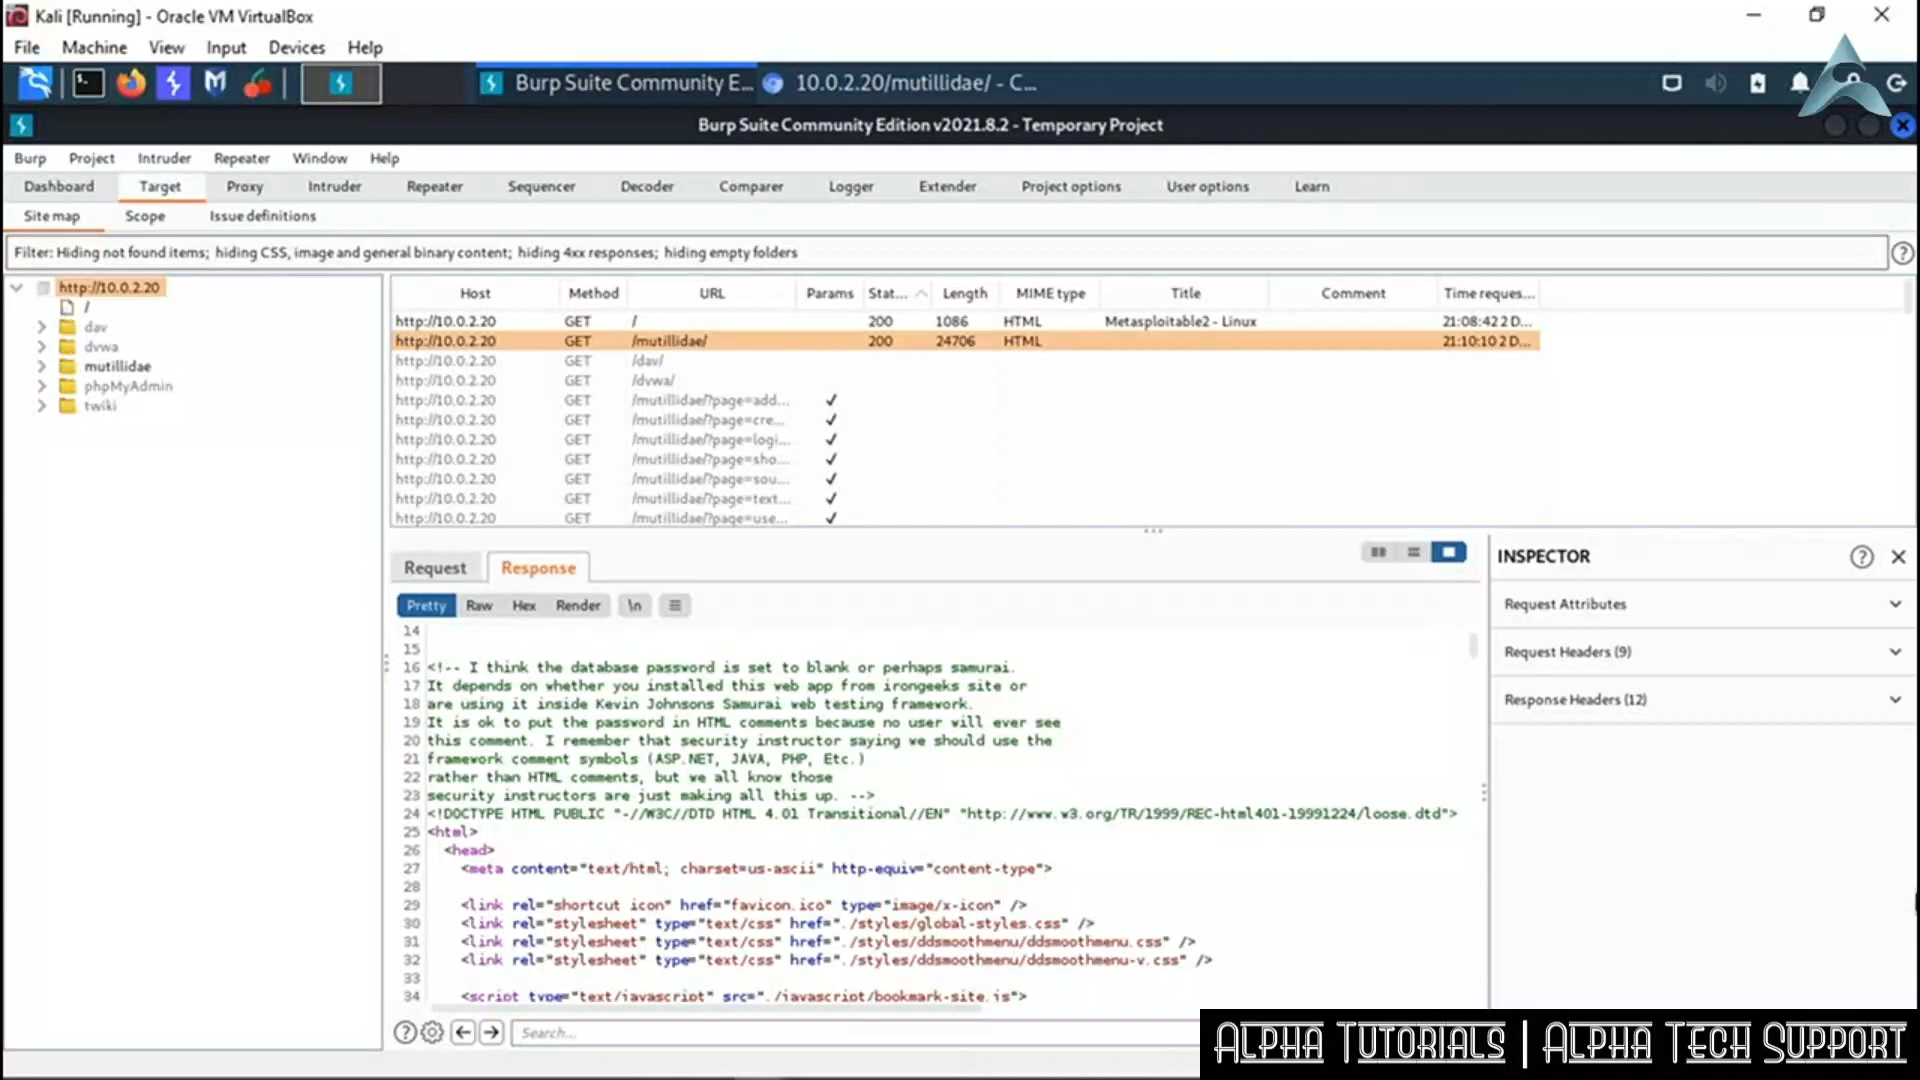 Kali [Running] - Oracle VM VirtualBox
File Machine View Input Devices Help
Burp Suite Community E... 10.0.2.20/mutillidae/ - C...
Burp Suite Community Edition v2021.8.2 - Temporary Project
Burp Project Intruder Repeater Window Help
Dashboard Target Proxy Intruder Repeater Sequencer Decoder Comparer Logger Extender Project options User options Learn
Site map Scope Issue definitions
Filter: Hiding not found items; hiding CSS, image and general binary content; hiding 4xx responses; hiding empty folders
http://10.0.2.20
/
dav
dvwa
mutillidae
phpMyAdmin
twiki
Host Method URL Params Stat... Length MIME type Title Comment Time reques...
http://10.0.2.20 GET / 200 1086 HTML Metasploitable2 - Linux 21:08:42 2 D...
http://10.0.2.20 GET /mutillidae/ 200 24706 HTML 21:10:10 2 D...
http://10.0.2.20 GET /dav/
http://10.0.2.20 GET /dvwa/
http://10.0.2.20 GET /mutillidae/?page=add... ✓
http://10.0.2.20 GET /mutillidae/?page=cre... ✓
http://10.0.2.20 GET /mutillidae/?page=logi... ✓
http://10.0.2.20 GET /mutillidae/?page=sho... ✓
http://10.0.2.20 GET /mutillidae/?page=sou... ✓
http://10.0.2.20 GET /mutillidae/?page=text... ✓
http://10.0.2.20 GET /mutillidae/?page=use... ✓
Request Response
Pretty Raw Hex Render \n
14
15
16 <!-- I think the database password is set to blank or perhaps samurai.
17 It depends on whether you installed this web app from irongeeks site or
18 are using it inside Kevin Johnsons Samurai web testing framework.
19 It is ok to put the password in HTML comments because no user will ever see
20 this comment. I remember that security instructor saying we should use the
21 framework comment symbols (ASP.NET, JAVA, PHP, Etc.)
22 rather than HTML comments, but we all know those
23 security instructors are just making all this up. -->
24 <!DOCTYPE HTML PUBLIC "-//W3C//DTD HTML 4.01 Transitional//EN" "http://www.w3.org/TR/1999/REC-html401-19991224/loose.dtd">
25 <html>
26 <head>
27 <meta content="text/html; charset=us-ascii" http-equiv="content-type">
28
29 <link rel="shortcut icon" href="favicon.ico" type="image/x-icon" />
30 <link rel="stylesheet" type="text/css" href="./styles/global-styles.css" />
31 <link rel="stylesheet" type="text/css" href="./styles/ddsmoothmenu/ddsmoothmenu.css" />
32 <link rel="stylesheet" type="text/css" href="./styles/ddsmoothmenu/ddsmoothmenu-v.css" />
33
34 <script type="text/javascript" src="./javascript/bookmark-site.js">
Search...
INSPECTOR
Request Attributes
Request Headers (9)
Response Headers (12)
Alpha Tutorials | Alpha Tech Support